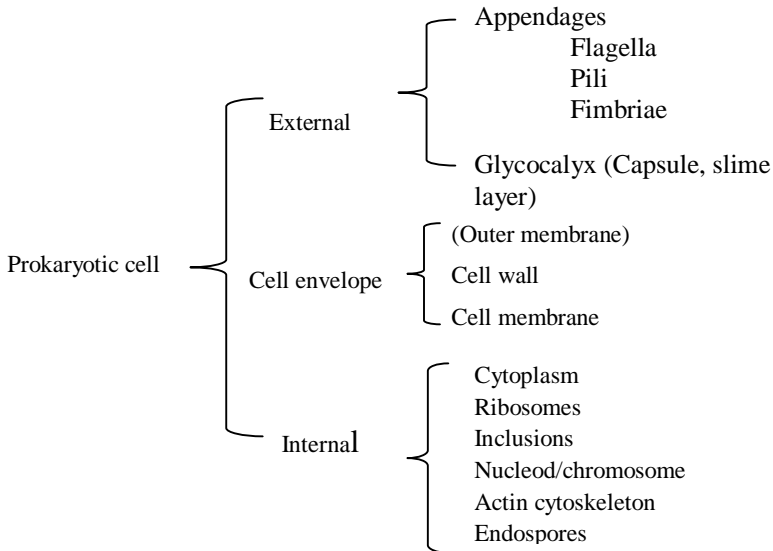 Appendages
Flagella
Pili
Fimbriae
External
Glycocalyx (Capsule, slime
layer)
(Outer membrane)
Prokaryotic cell
Cell envelope
Cell wall
Cell membrane
Cytoplasm
Ribosomes
Internal
Inclusions
Nucleod/chromosome
Actin cytoskeleton
Endospores